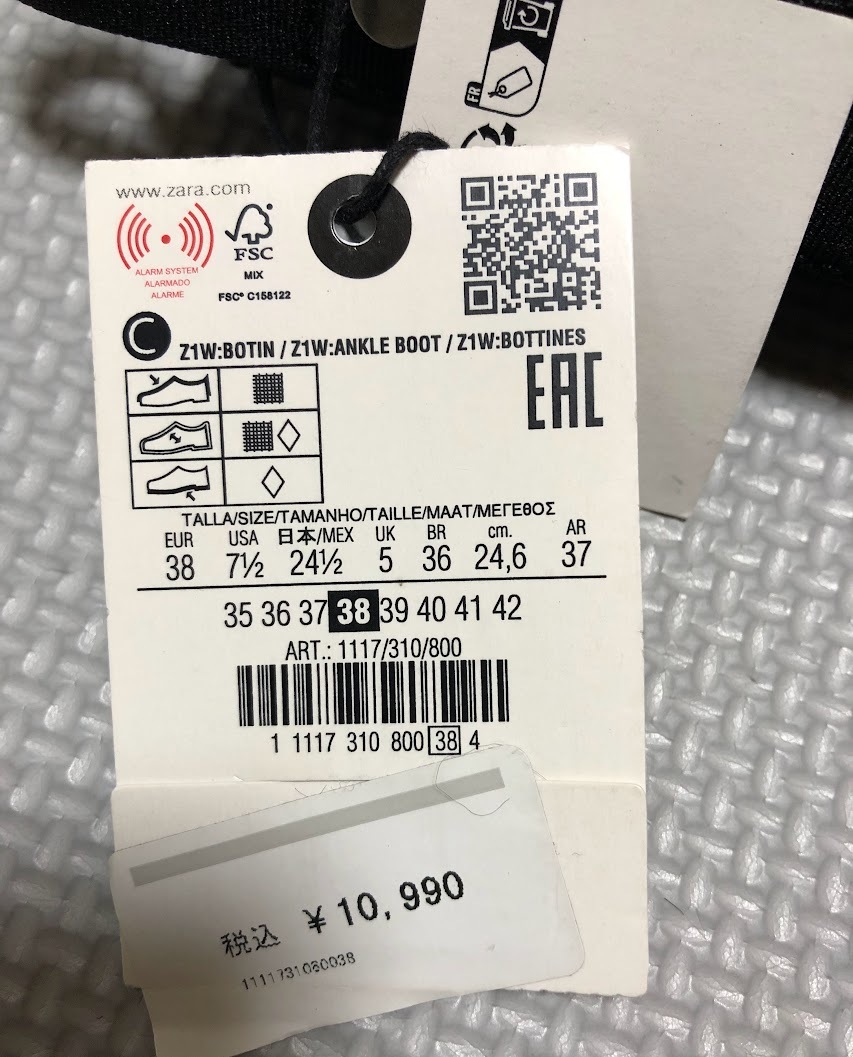 FR
www.zara.com
ALARM SYSTEM
ALARMADO
ALARME
FSC
MIX
FSC® C158122
C
Z1W:BOTIN / Z1W:ANKLE BOOT / Z1W:BOTTINES
EAC
TALLA/SIZE/TAMANHO/TAILLE/MAAT/ΜΕΓΕΘΟΣ
EUR USA 日本/MEX UK BR cm. AR
38 7½ 24½ 5 36 24,6 37
35 36 37 38 39 40 41 42
ART.: 1117/310/800
1 1117 310 800 38 4
税込 ¥10,990
1111731080038